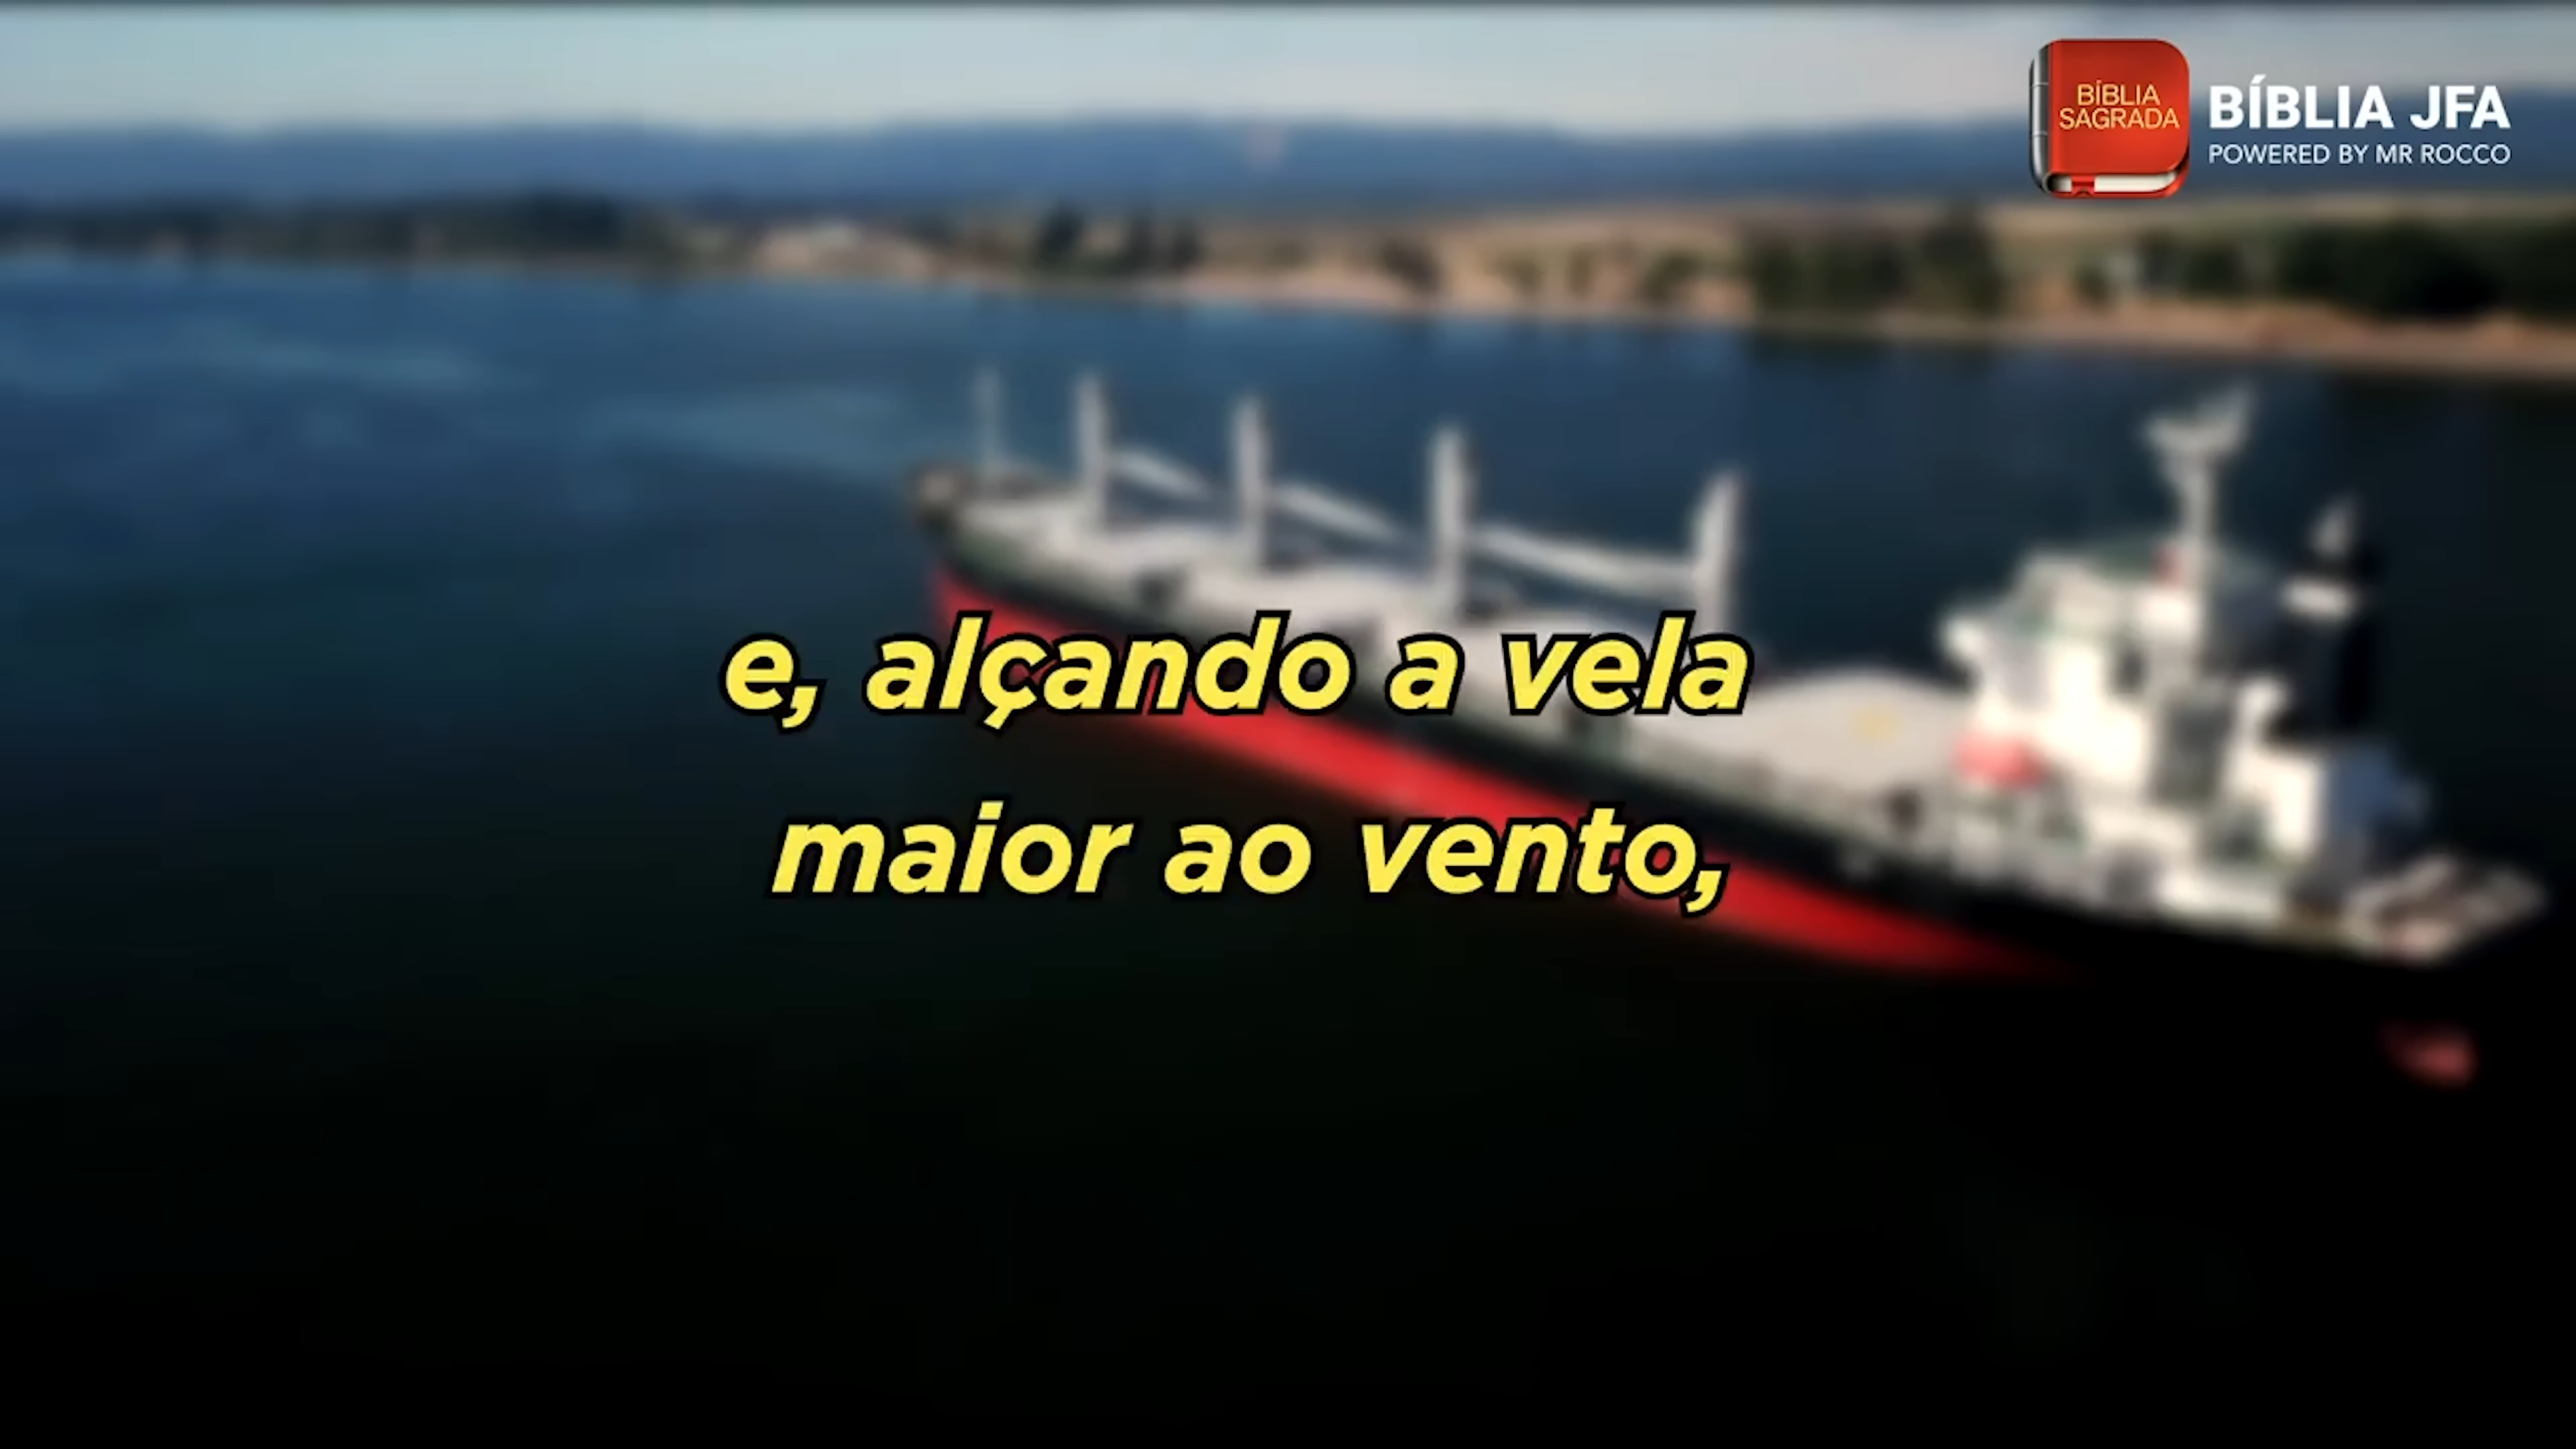 BÍBLIA
SAGRADA
BÍBLIA JFA
POWERED BY MR ROCCO
e, alçando a vela
maior ao vento,